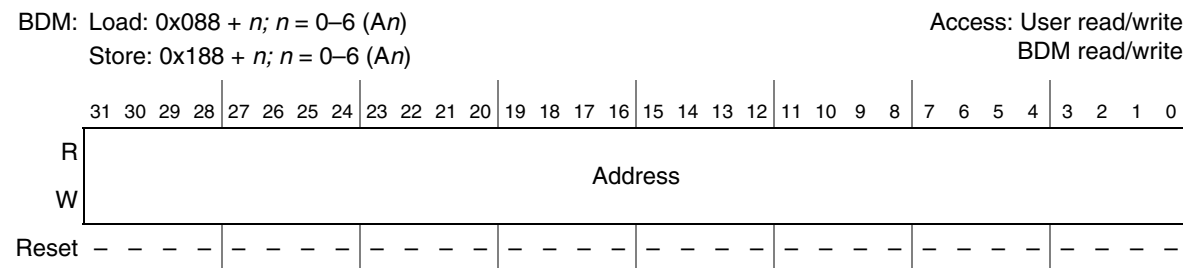 BDM: Load: 0x088 + n; n = 0–6 (An) Access: User read/write
Store: 0x188 + n; n = 0–6 (An) BDM read/write
31 30 29 28 27 26 25 24 23 22 21 20 19 18 17 16 15 14 13 12 11 10 9 8 7 6 5 4 3 2 1 0
R
Address
W
Reset – – – – – – – – – – – – – – – – – – – – – – – – – – – – – – – –